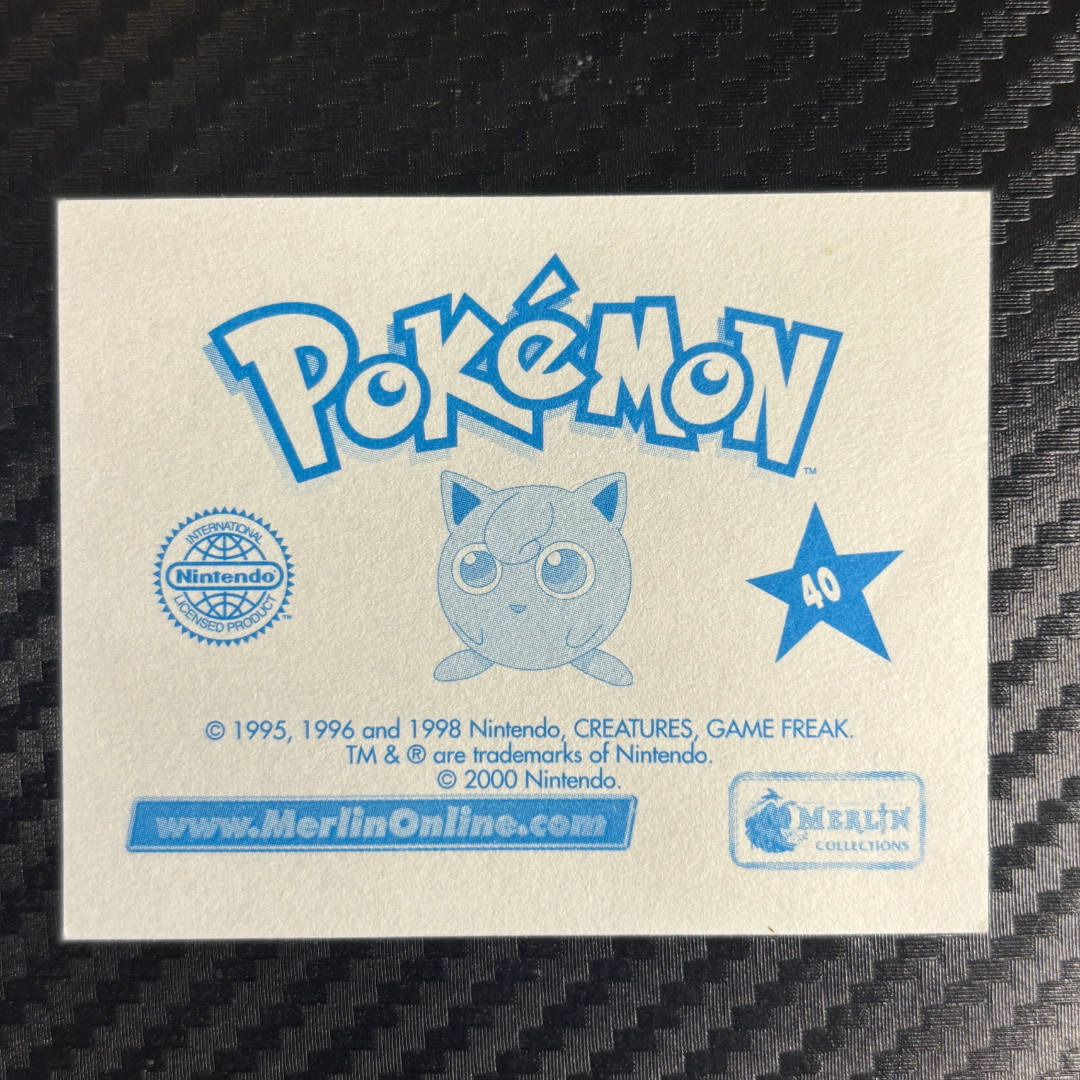 POKéMON
™
INTERNATIONAL
Nintendo®
LICENSED PRODUCT
™
40
© 1995, 1996 and 1998 Nintendo, CREATURES, GAME FREAK.
TM & ® are trademarks of Nintendo.
© 2000 Nintendo.
www.MerlinOnline.com
MERLIN
COLLECTIONS